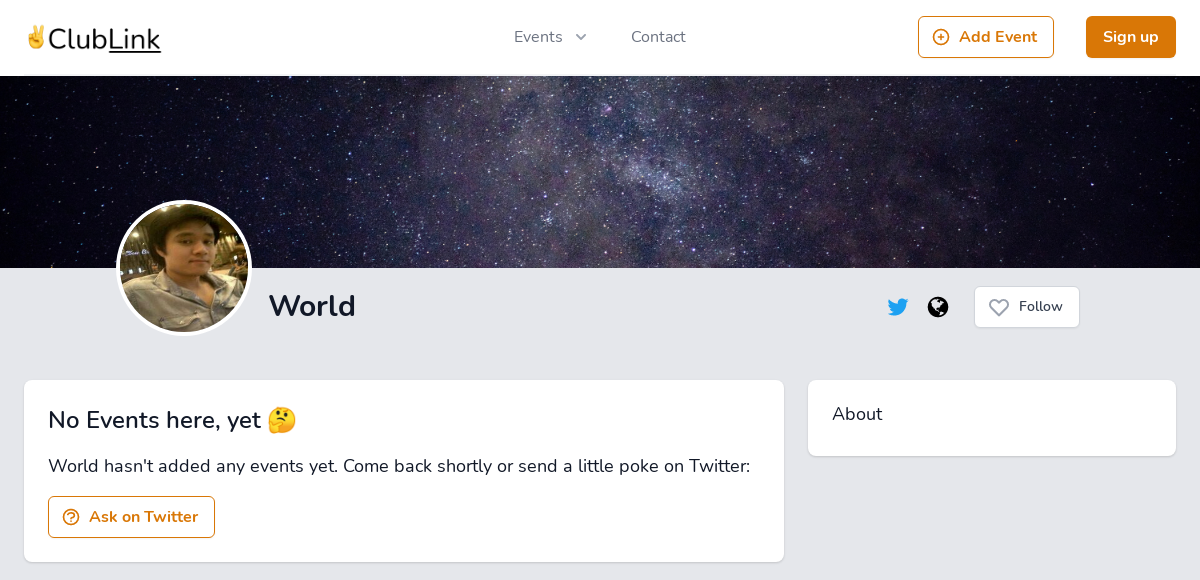 ✌️ClubLink
Events
Contact
Add Event
Sign up
World
Follow
No Events here, yet 🤔
World hasn't added any events yet. Come back shortly or send a little poke on Twitter:
Ask on Twitter
About